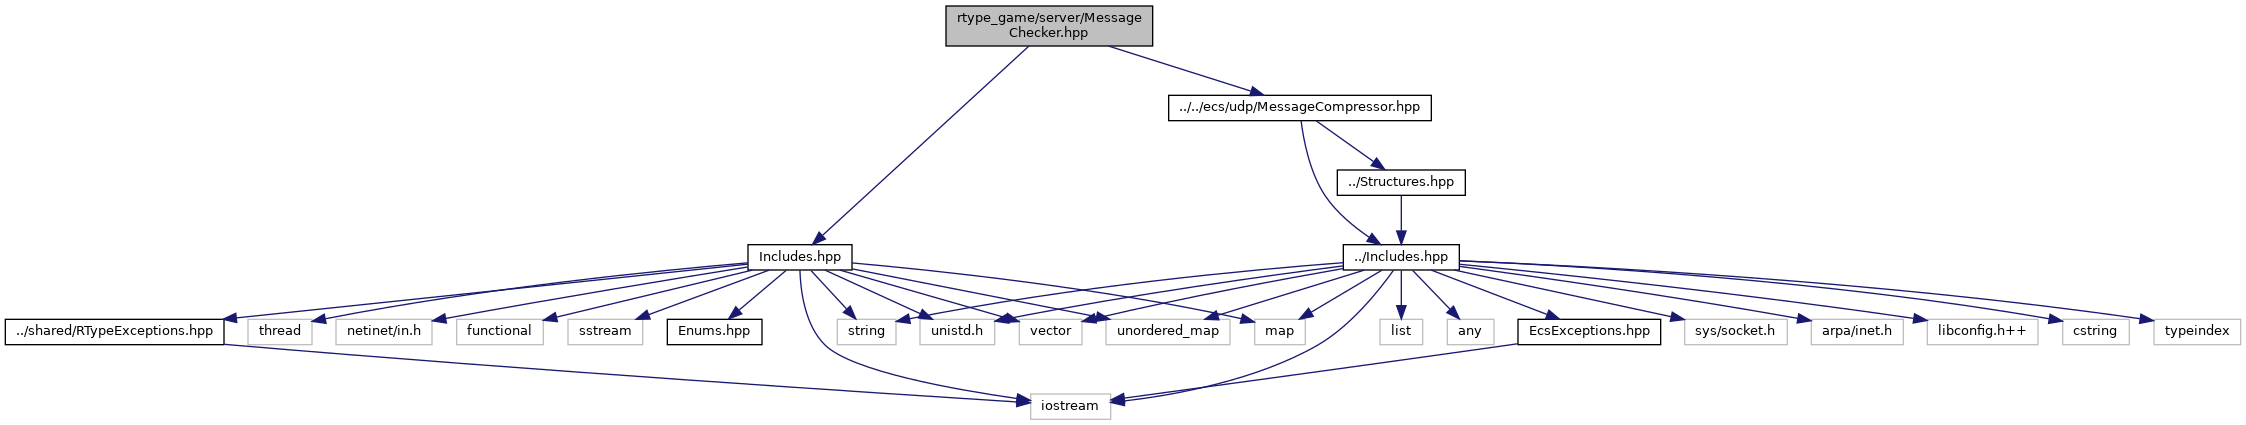 rtype_game/server/Message
Checker.hpp
../../ecs/udp/MessageCompressor.hpp
../Structures.hpp
Includes.hpp
../Includes.hpp
../shared/RTypeExceptions.hpp
thread
netinet/in.h
functional
sstream
Enums.hpp
string
unistd.h
vector
unordered_map
map
list
any
EcsExceptions.hpp
sys/socket.h
arpa/inet.h
libconfig.h++
cstring
typeindex
iostream